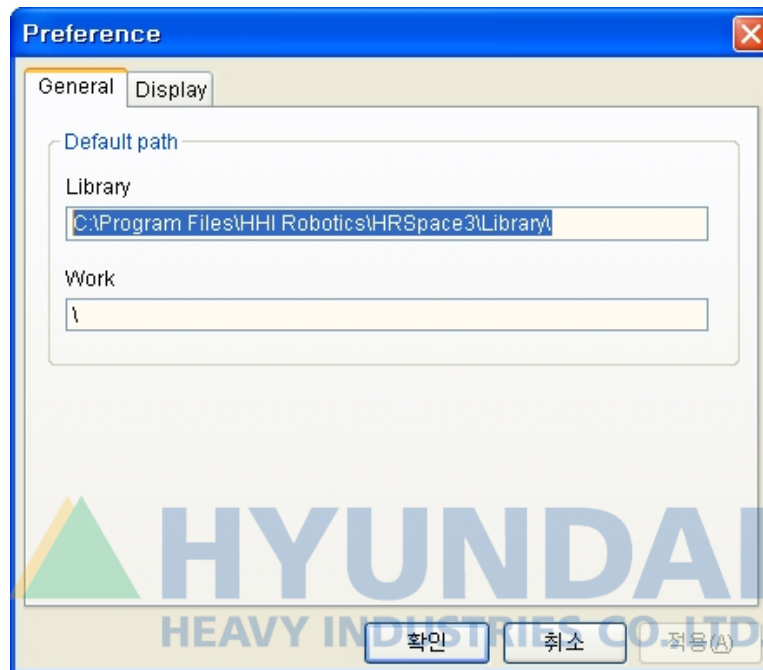 Preference
General Display
Default path
Library
C:\Program Files\HHI Robotics\HRSpace3\Library\
Work
\
HYUNDAI
HEAVY INDUSTRIES CO. LTD.
확인 취소 적용(A)